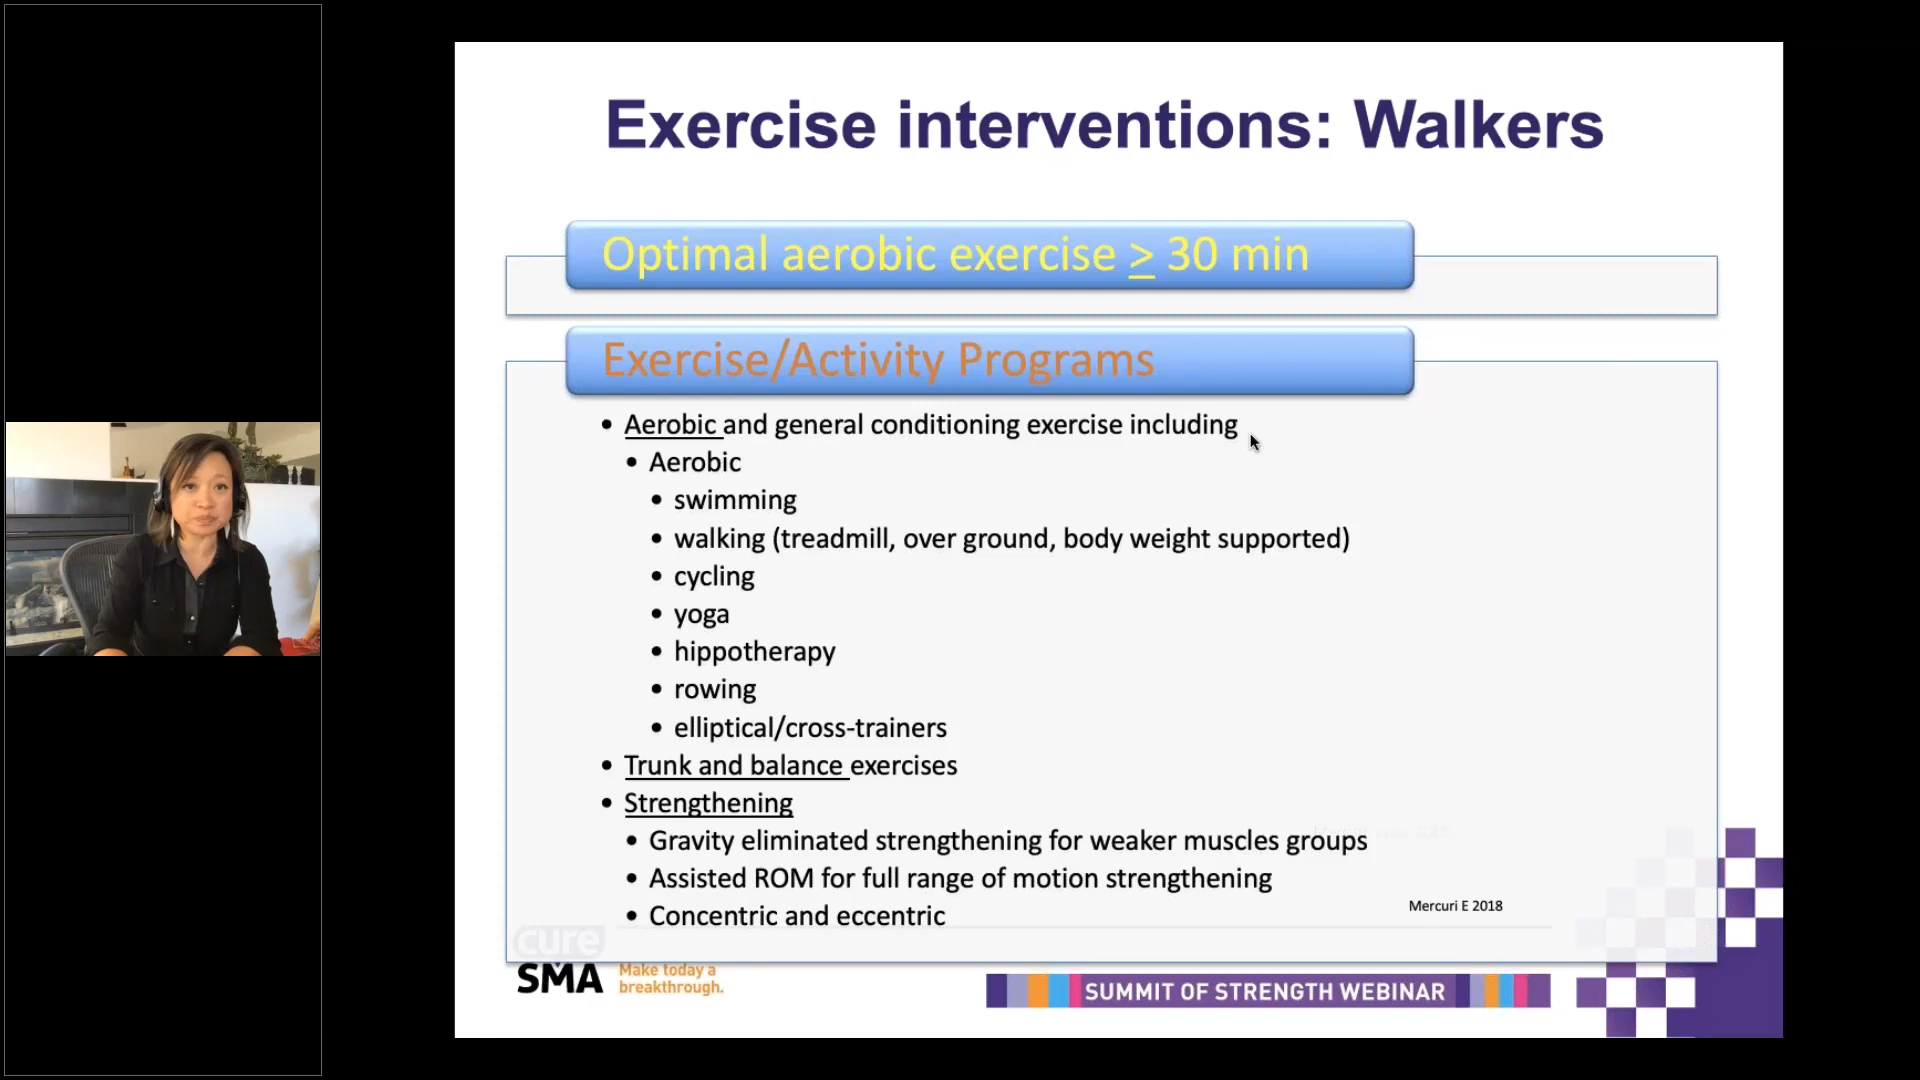 Exercise interventions: Walkers
Optimal aerobic exercise > 30 min
Exercise/Activity Programs
• Aerobic and general conditioning exercise including
• Aerobic
• swimming
• walking (treadmill, over ground, body weight supported)
• cycling
• yoga
• hippotherapy
• rowing
• elliptical/cross-trainers
• Trunk and balance exercises
• Strengthening
• Gravity eliminated strengthening for weaker muscles groups
• Assisted ROM for full range of motion strengthening
• Concentric and eccentric
Mercuri E 2018
cure
SMA
Make today a
breakthrough.
SUMMIT OF STRENGTH WEBINAR